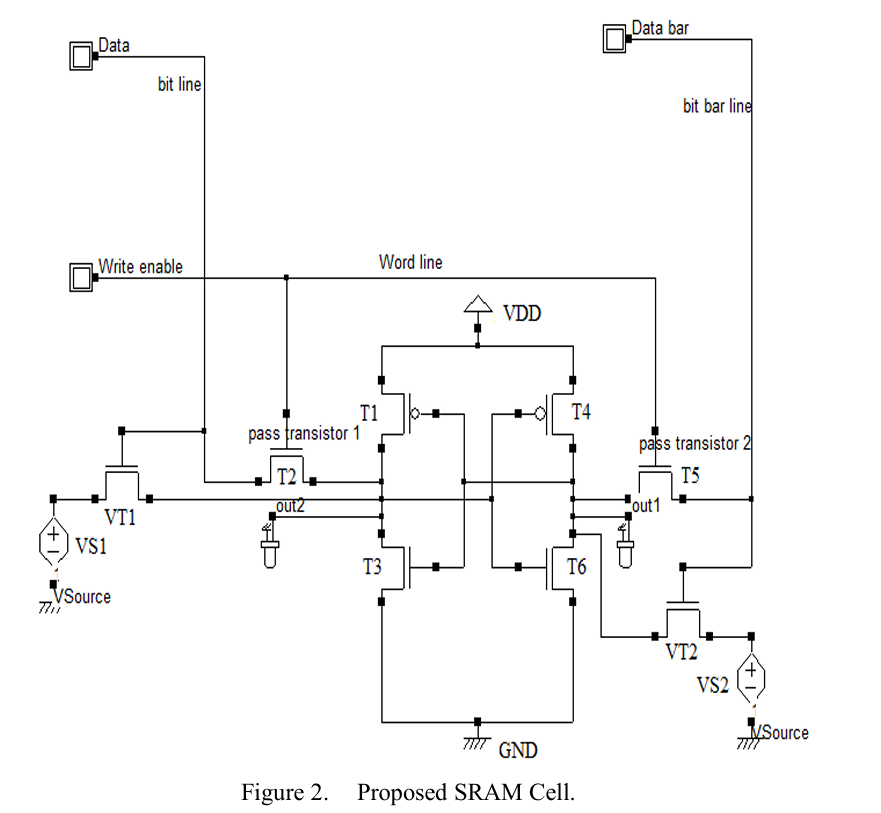 Data
Data bar
bit line
bit bar line
Write enable
Word line
VDD
T1
T4
pass transistor 1
pass transistor 2
T2
T5
out2
out1
VT1
+
−
VS1
T3
T6
VSource
VT2
+
−
VS2
VSource
GND
Figure 2. Proposed SRAM Cell.